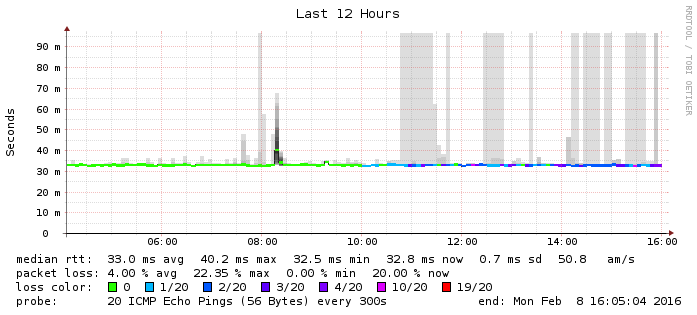 Last 12 Hours
RRDTOOL / TOBI OETIKER
Seconds
90 m
80 m
70 m
60 m
50 m
40 m
30 m
20 m
10 m
0
06:00 08:00 10:00 12:00 14:00 16:00
median rtt: 33.0 ms avg 40.2 ms max 32.5 ms min 32.8 ms now 0.7 ms sd 50.8 am/s
packet loss: 4.00 % avg 22.35 % max 0.00 % min 20.00 % now
loss color: 0 1/20 2/20 3/20 4/20 10/20 19/20
probe: 20 ICMP Echo Pings (56 Bytes) every 300s end: Mon Feb 8 16:05:04 2016